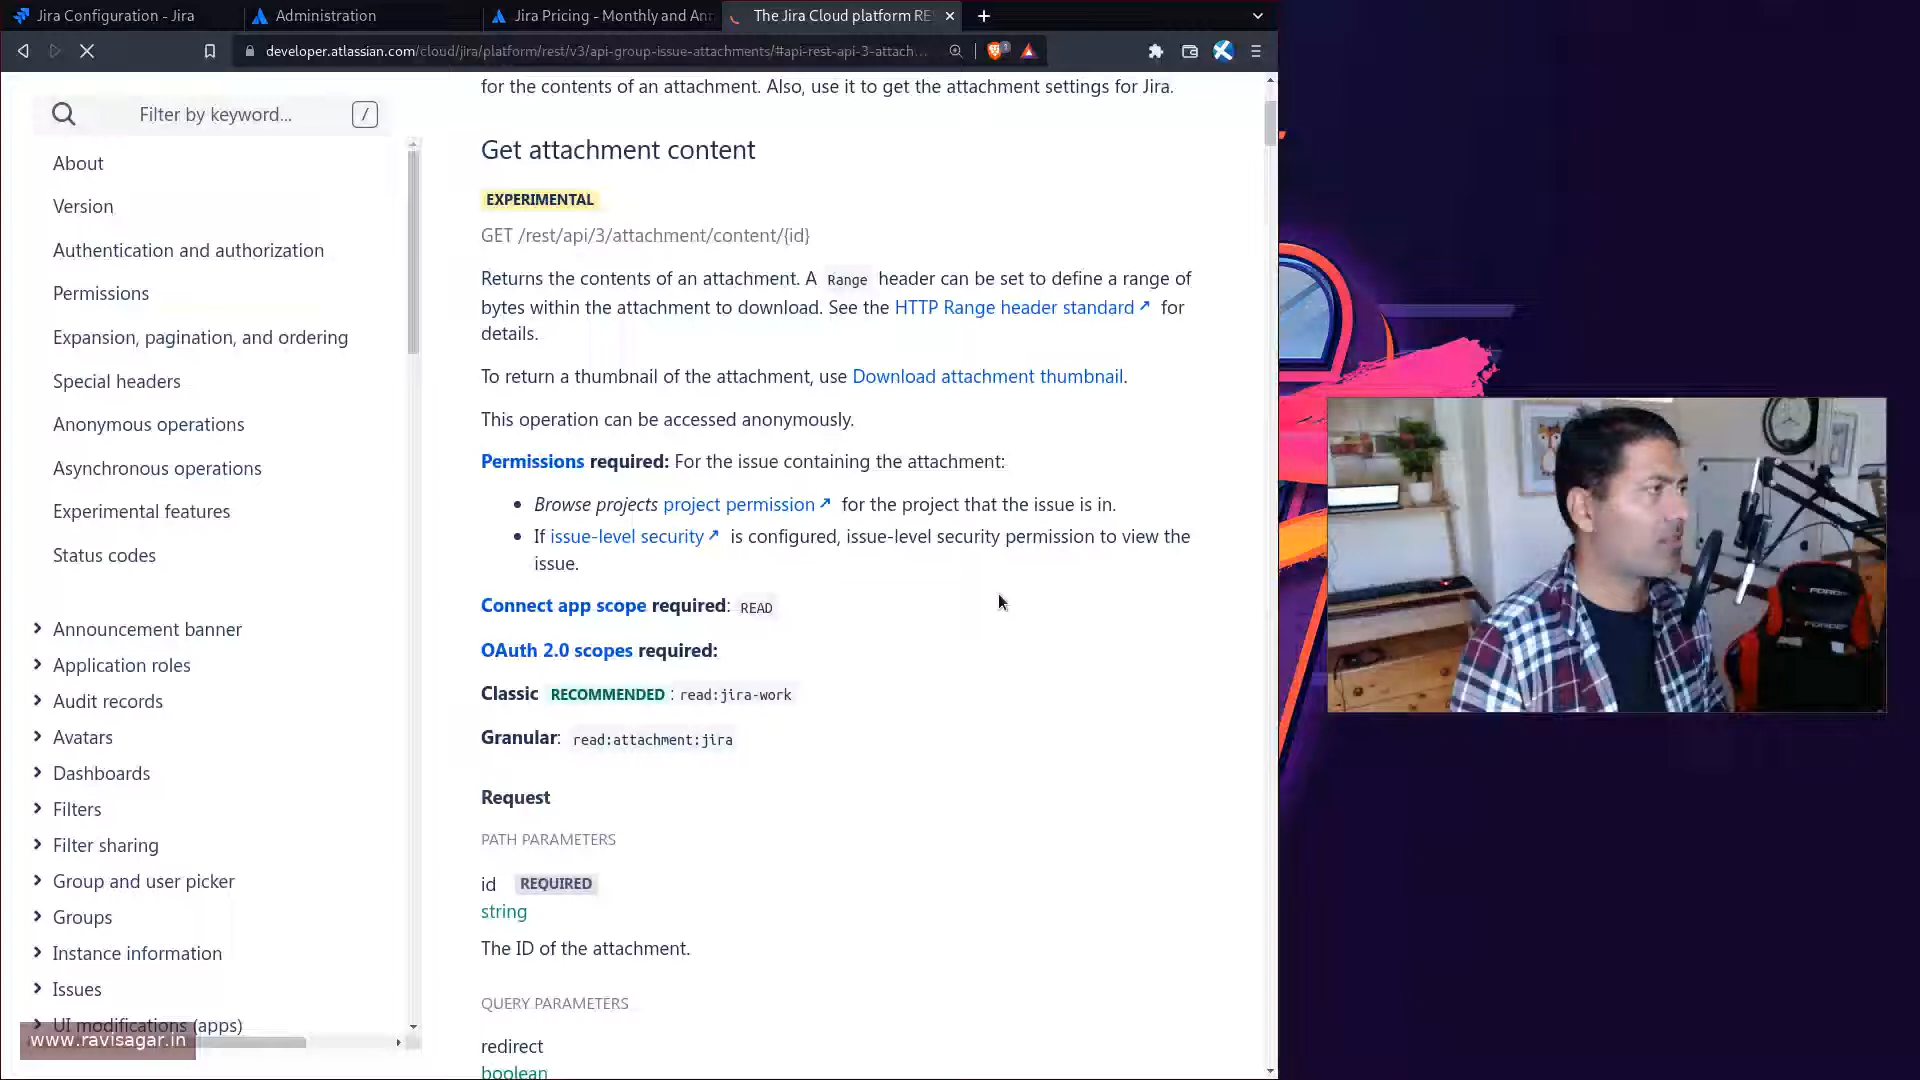 Jira Configuration - Jira
Administration
Jira Pricing - Monthly and Ann
The Jira Cloud platform RE
developer.atlassian.com/cloud/jira/platform/rest/v3/api-group-issue-attachments/#api-rest-api-3-attach...
1
Filter by keyword...
/
About
Version
Authentication and authorization
Permissions
Expansion, pagination, and ordering
Special headers
Anonymous operations
Asynchronous operations
Experimental features
Status codes
Announcement banner
Application roles
Audit records
Avatars
Dashboards
Filters
Filter sharing
Group and user picker
Groups
Instance information
Issues
UI modifications (apps)
www.ravisagar.in
for the contents of an attachment. Also, use it to get the attachment settings for Jira.
Get attachment content
EXPERIMENTAL
GET /rest/api/3/attachment/content/{id}
Returns the contents of an attachment. A Range header can be set to define a range of
bytes within the attachment to download. See the HTTP Range header standard for
details.
To return a thumbnail of the attachment, use Download attachment thumbnail.
This operation can be accessed anonymously.
Permissions required: For the issue containing the attachment:
Browse projects project permission for the project that the issue is in.
If issue-level security is configured, issue-level security permission to view the
issue.
Connect app scope required: READ
OAuth 2.0 scopes required:
Classic RECOMMENDED : read:jira-work
Granular: read:attachment:jira
Request
PATH PARAMETERS
id REQUIRED
string
The ID of the attachment.
QUERY PARAMETERS
redirect
boolean